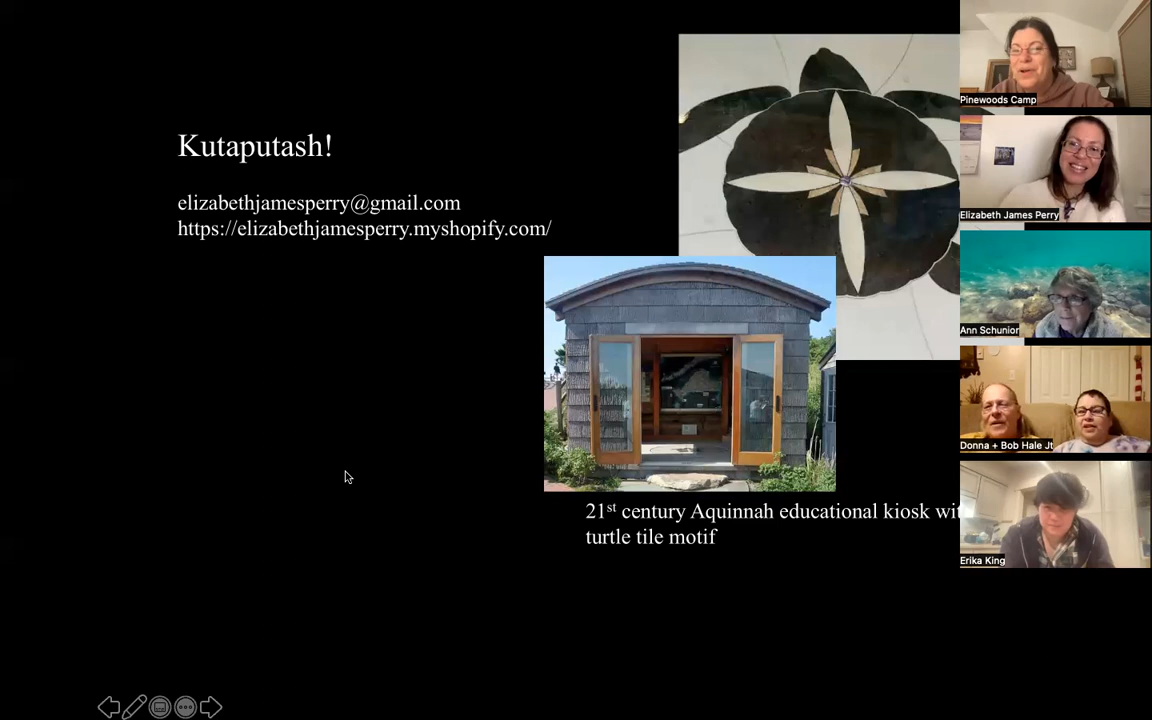 Kutaputash!
elizabethjamesperry@gmail.com
https://elizabethjamesperry.myshopify.com/
21st century Aquinnah educational kiosk
turtle tile motif
Pinewoods Camp
Elizabeth James Perry
Ann Schunior
Donna + Bob Hale Jt
Erika King